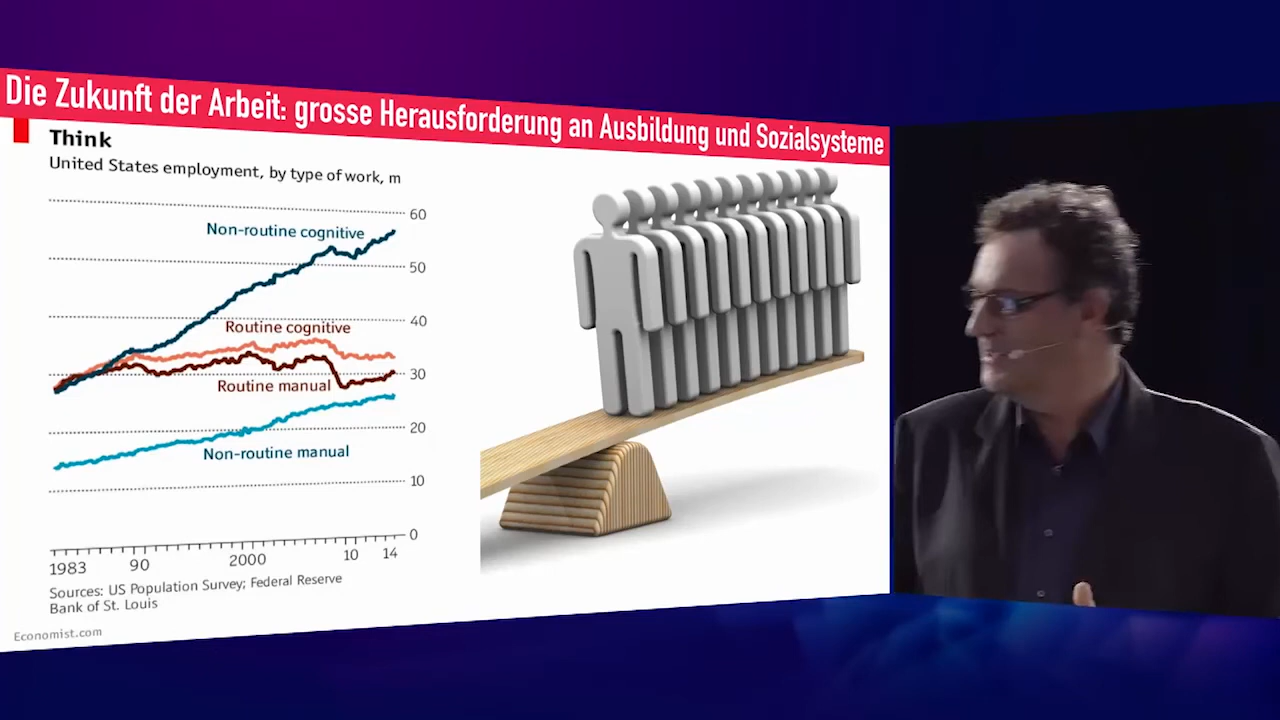 Die Zukunft der Arbeit: grosse Herausforderung an Ausbildung und Sozialsysteme
Think
United States employment, by type of work, m
60
Non-routine cognitive
50
40
Routine cognitive
30
Routine manual
20
Non-routine manual
10
0
1983 90 2000 10 14
Sources: US Population Survey; Federal Reserve
Bank of St. Louis
Economist.com